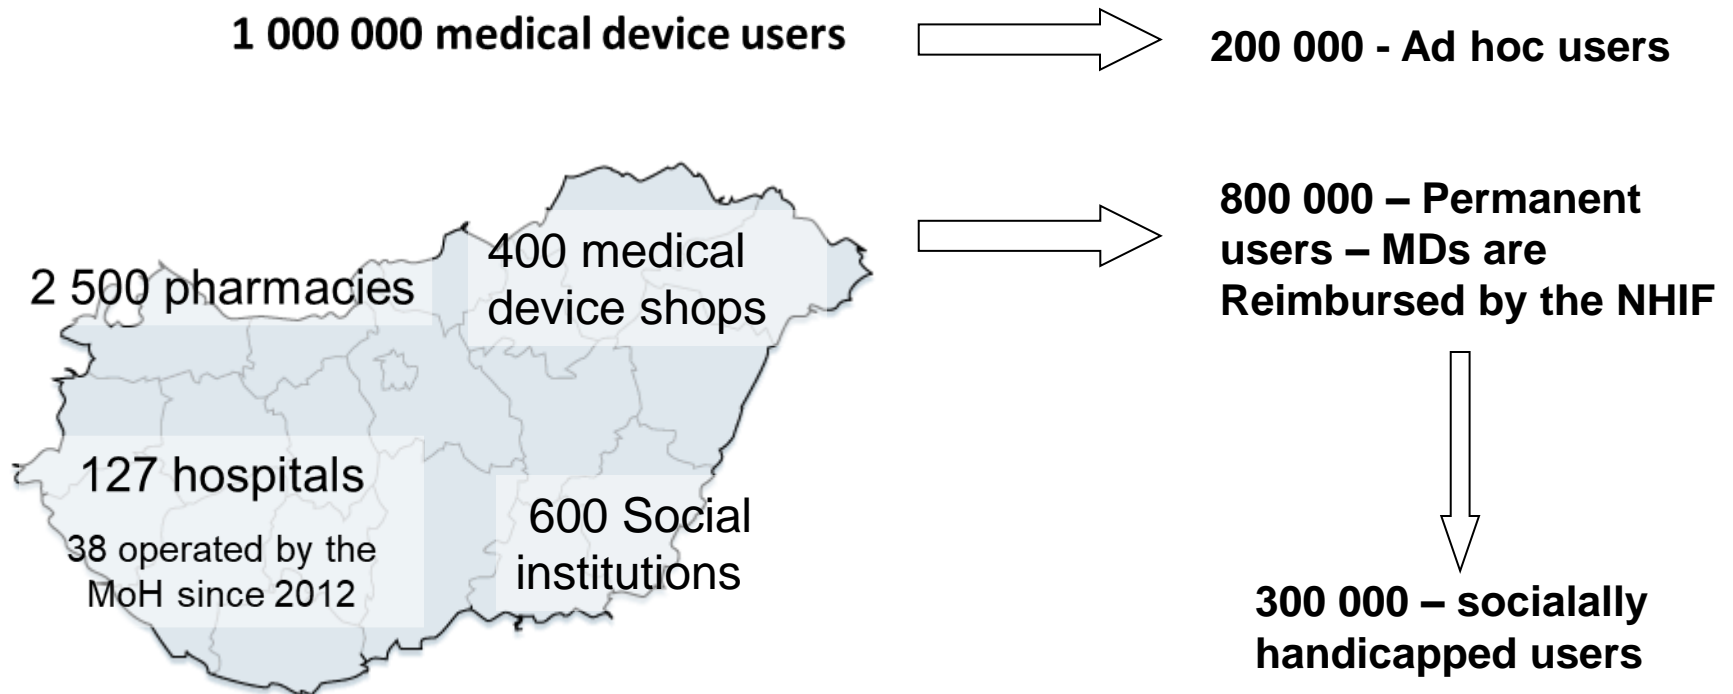 1 000 000 medical device users
200 000 - Ad hoc users
2 500 pharmacies
400 medical
device shops
800 000 – Permanent
users – MDs are
Reimbursed by the NHIF
127 hospitals
38 operated by the
MoH since 2012
600 Social
institutions
300 000 – socialally
handicapped users